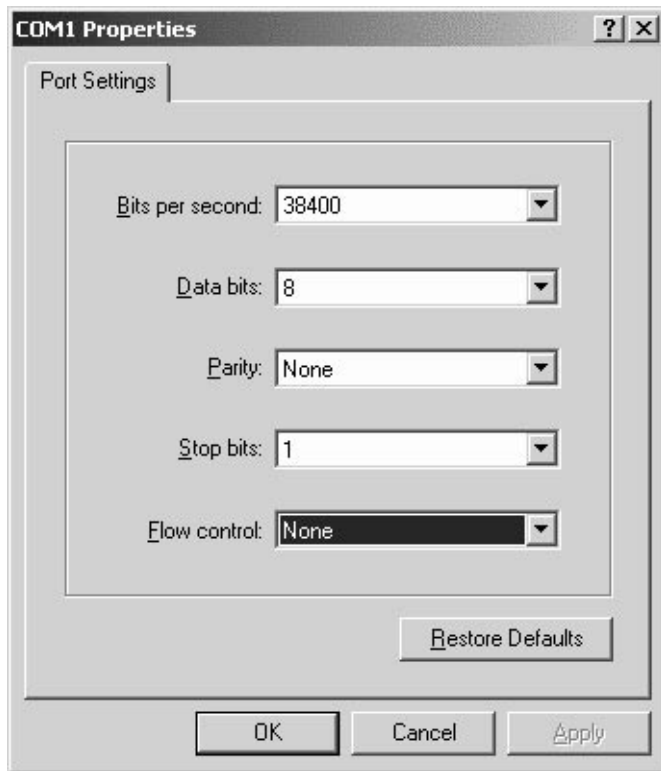 COM1 Properties
Port Settings
Bits per second: 38400
Data bits: 8
Parity: None
Stop bits: 1
Flow control: None
Restore Defaults
OK Cancel Apply